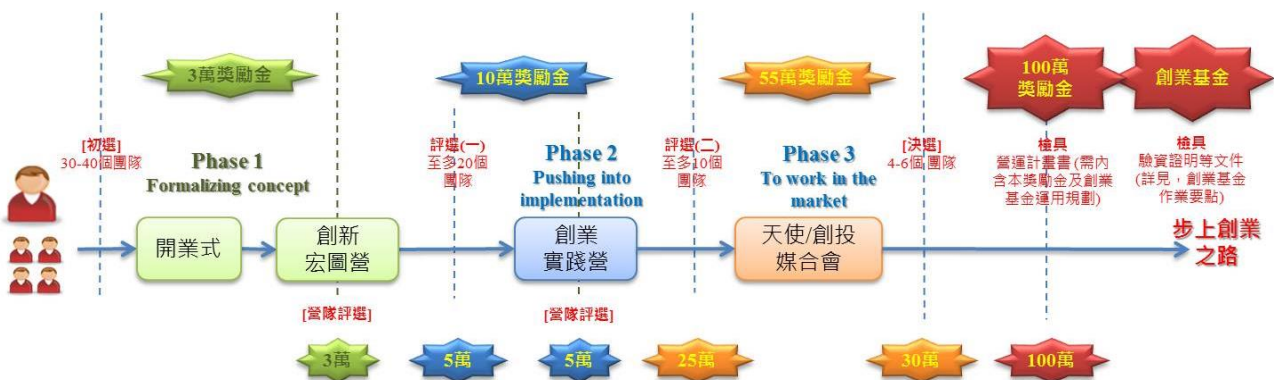 3萬獎勵金
10萬獎勵金
55萬獎勵金
100萬
獎勵金
創業基金
[初選]
30-40個團隊
Phase 1
Formalizing concept
評選(一)
至多20個
團隊
Phase 2
Pushing into
implementation
評選(二)
至多10個
團隊
Phase 3
To work in the
market
[決選]
4-6個團隊
檢具
營運計畫書(需內
含本獎勵金及創業
基金運用規劃)
檢具
驗資證明等文件
(詳見，創業基金
作業要點)
開業式
創新
宏圖營
創業
實踐營
天使/創投
媒合會
步上創業
之路
[營隊評選]
[營隊評選]
3萬
5萬
5萬
25萬
30萬
100萬